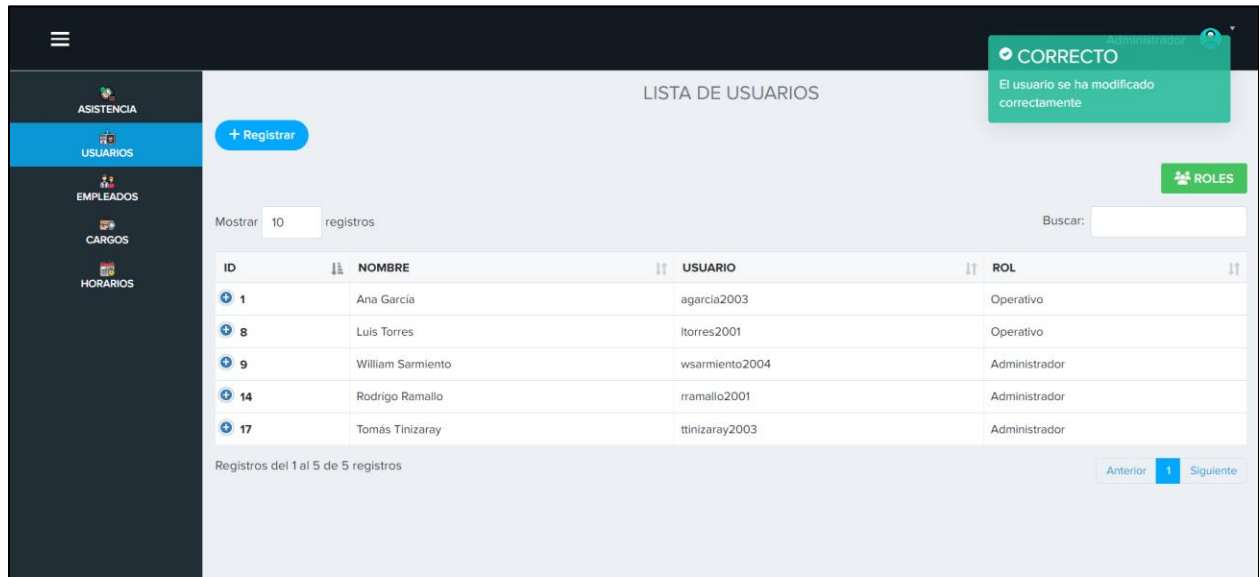 Administrador
CORRECTO
El usuario se ha modificado
correctamente
ASISTENCIA
USUARIOS
EMPLEADOS
CARGOS
HORARIOS
LISTA DE USUARIOS
+ Registrar
ROLES
Mostrar 10 registros
Buscar:
ID NOMBRE USUARIO ROL
1 Ana García agarcia2003 Operativo
8 Luis Torres ltorres2001 Operativo
9 William Sarmiento wsarmiento2004 Administrador
14 Rodrigo Ramallo rramallo2001 Administrador
17 Tomás Tinizaray ttinizaray2003 Administrador
Registros del 1 al 5 de 5 registros
Anterior 1 Siguiente